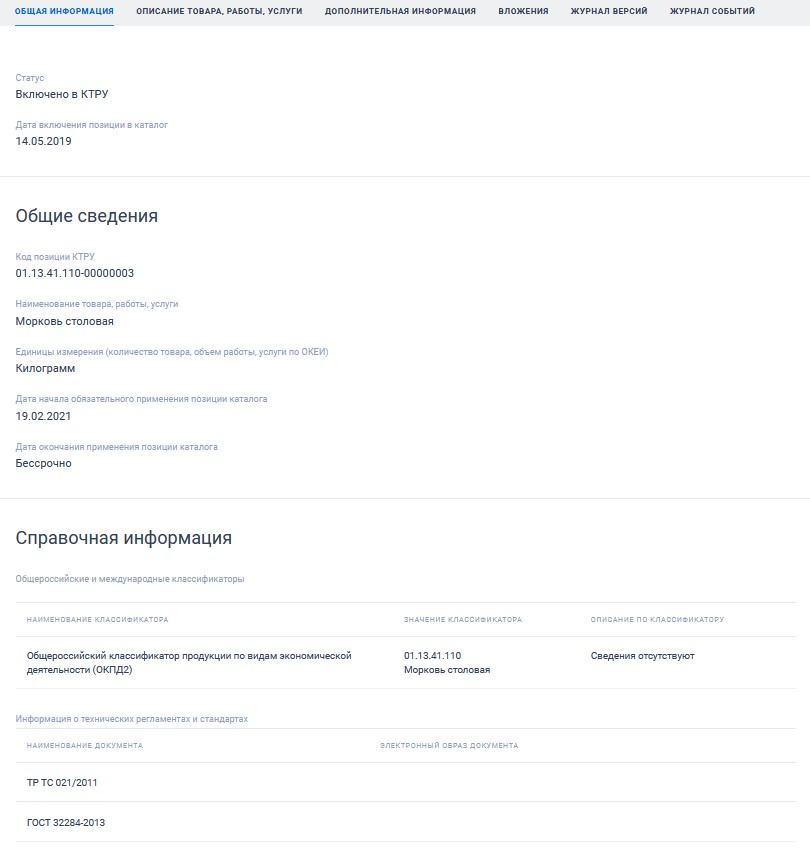 ОБЩАЯ ИНФОРМАЦИЯ ОПИСАНИЕ ТОВАРА, РАБОТЫ, УСЛУГИ ДОПОЛНИТЕЛЬНАЯ ИНФОРМАЦИЯ ВЛОЖЕНИЯ ЖУРНАЛ ВЕРСИЙ ЖУРНАЛ СОБЫТИЙ
Статус
Включено в КТРУ
Дата включения позиции в каталог
14.05.2019
Общие сведения
Код позиции КТРУ
01.13.41.110-00000003
Наименование товара, работы, услуги
Морковь столовая
Единицы измерения (количество товара, объем работы, услуги по ОКЕИ)
Килограмм
Дата начала обязательного применения позиции каталога
19.02.2021
Дата окончания применения позиции каталога
Бессрочно
Справочная информация
Общероссийские и международные классификаторы
НАИМЕНОВАНИЕ КЛАССИФИКАТОРА ЗНАЧЕНИЕ КЛАССИФИКАТОРА ОПИСАНИЕ ПО КЛАССИФИКАТОРУ
Общероссийский классификатор продукции по видам экономической 01.13.41.110 Сведения отсутствуют
деятельности (ОКПД2) Морковь столовая
Информация о технических регламентах и стандартах
НАИМЕНОВАНИЕ ДОКУМЕНТА ЭЛЕКТРОННЫЙ ОБРАЗ ДОКУМЕНТА
ТР ТС 021/2011
ГОСТ 32284-2013